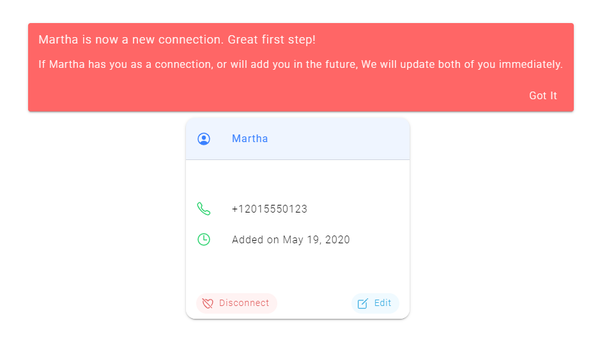 Martha is now a new connection. Great first step!
If Martha has you as a connection, or will add you in the future, We will update both of you immediately.
Got It
Martha
+12015550123
Added on May 19, 2020
Disconnect
Edit